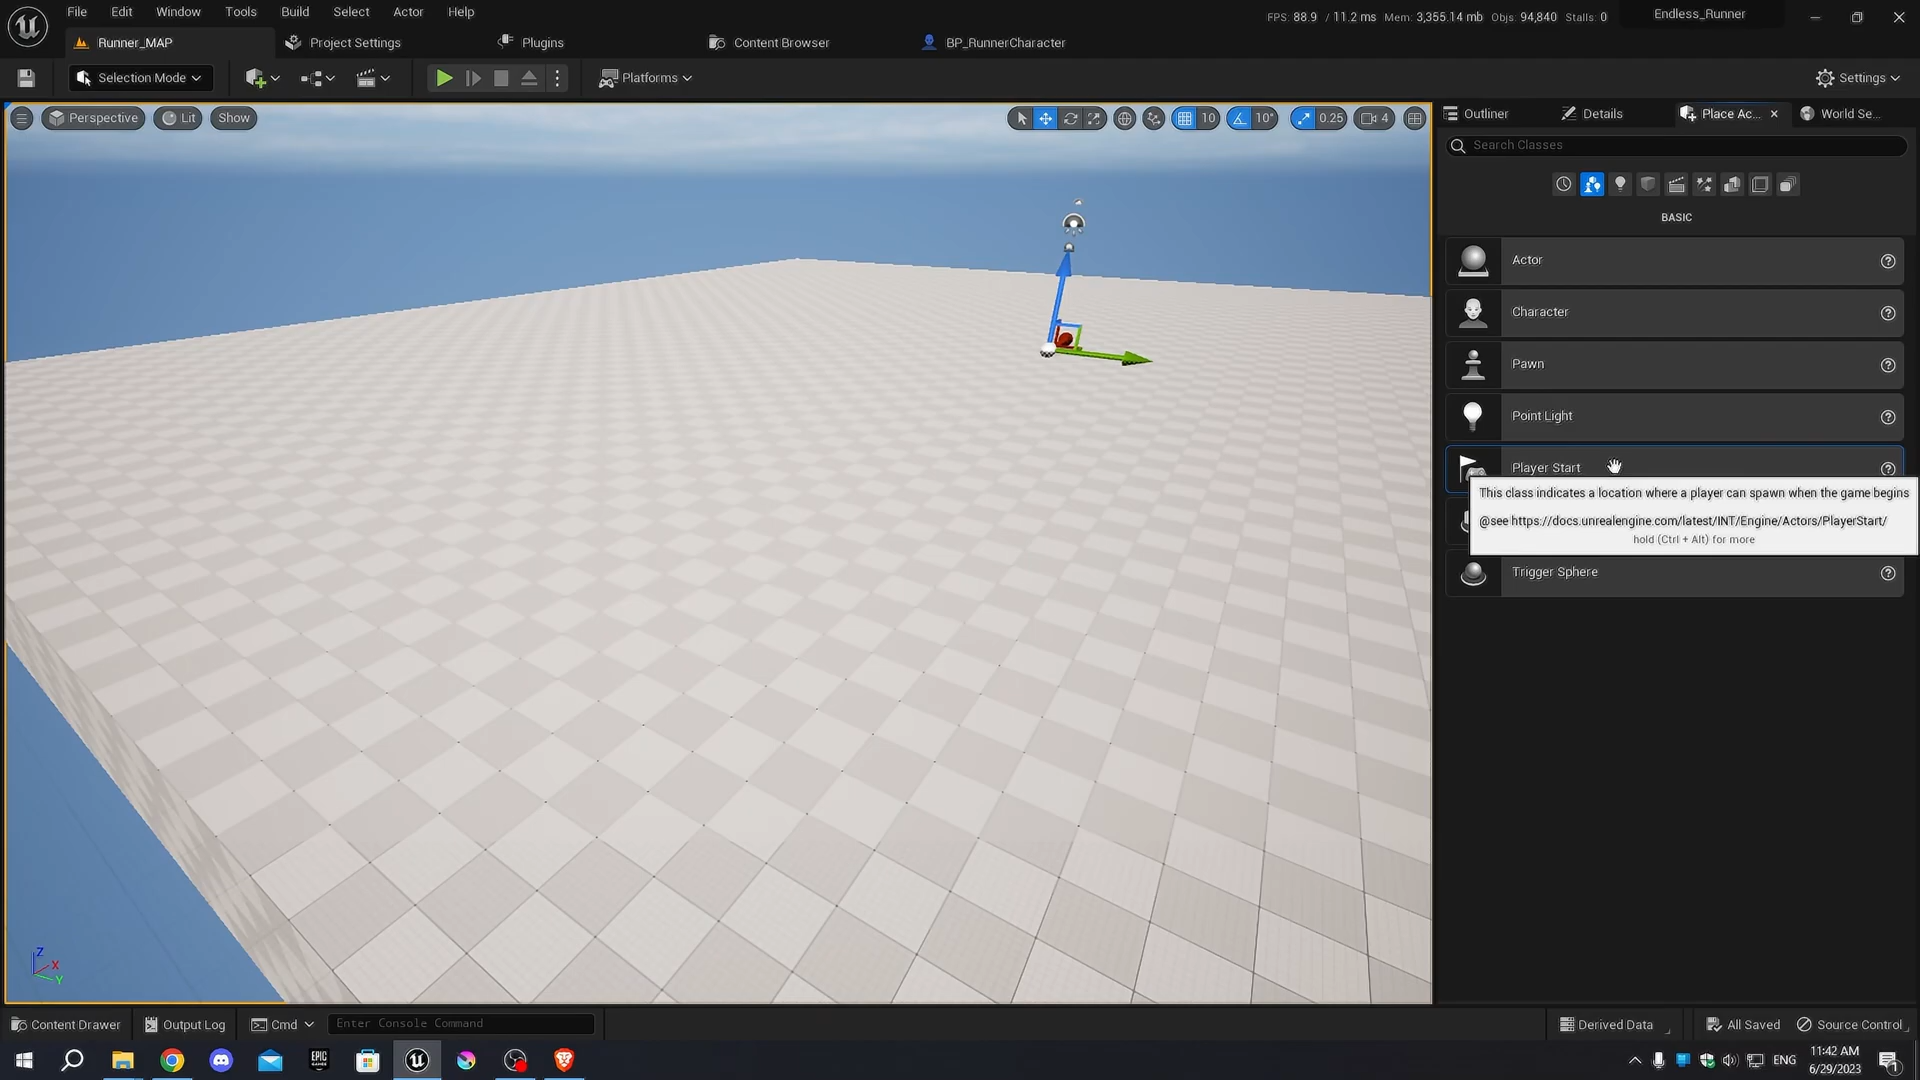 File Edit Window Tools Build Select Actor Help
FPS: 88.9 / 11.2 ms Mem: 3,355.14 mb Objs: 94,840 Stalls: 0
Endless_Runner
Runner_MAP
Project Settings
Plugins
Content Browser
BP_RunnerCharacter
Selection Mode
Platforms
Settings
Perspective
Lit
Show
10
10°
0.25
4
Outliner
Details
Place Ac...
World Se...
Search Classes
BASIC
Actor
Character
Pawn
Point Light
Player Start
This class indicates a location where a player can spawn when the game begins
@see https://docs.unrealengine.com/latest/INT/Engine/Actors/PlayerStart/
hold (Ctrl + Alt) for more
Trigger Sphere
Z
X
Y
Content Drawer
Output Log
Cmd
Enter Console Command
Derived Data
All Saved
Source Control
EPIC GAMES
ENG
11:42 AM
6/29/2023
1